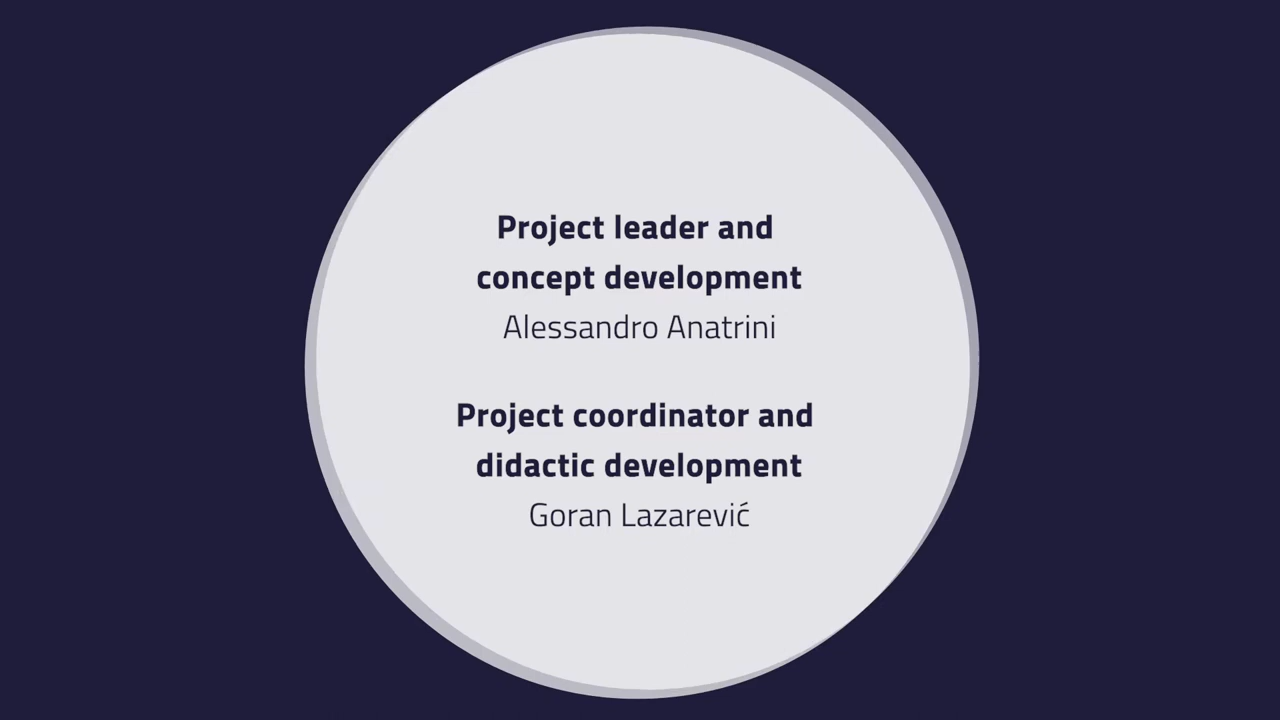 Project leader and
concept development
Alessandro Anatrini
Project coordinator and
didactic development
Goran Lazarević